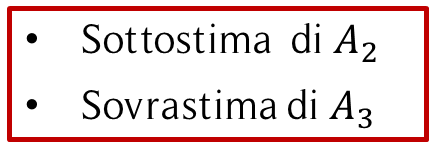 • Sottostima di A₂
• Sovrastima di A₃